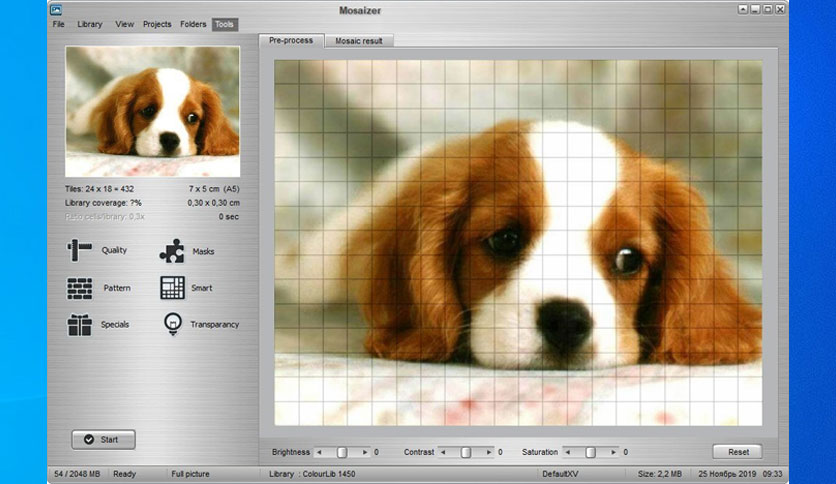 Mosaizer
File Library View Projects Folders Tools
Pre-process Mosaic result
Tiles: 24 x 18 = 432 7 x 5 cm (A5)
Library coverage: ?% 0,30 x 0,30 cm
Ratio cells/library: 0,3x 0 sec
Quality Masks
Pattern Smart
Specials Transparancy
Start
Brightness 0 Contrast 0 Saturation 0 Reset
54 / 2048 MB Ready Full picture Library : ColourLib 1450 DefaultXV Size: 2,2 MB 25 Ноябрь 2019 09:33